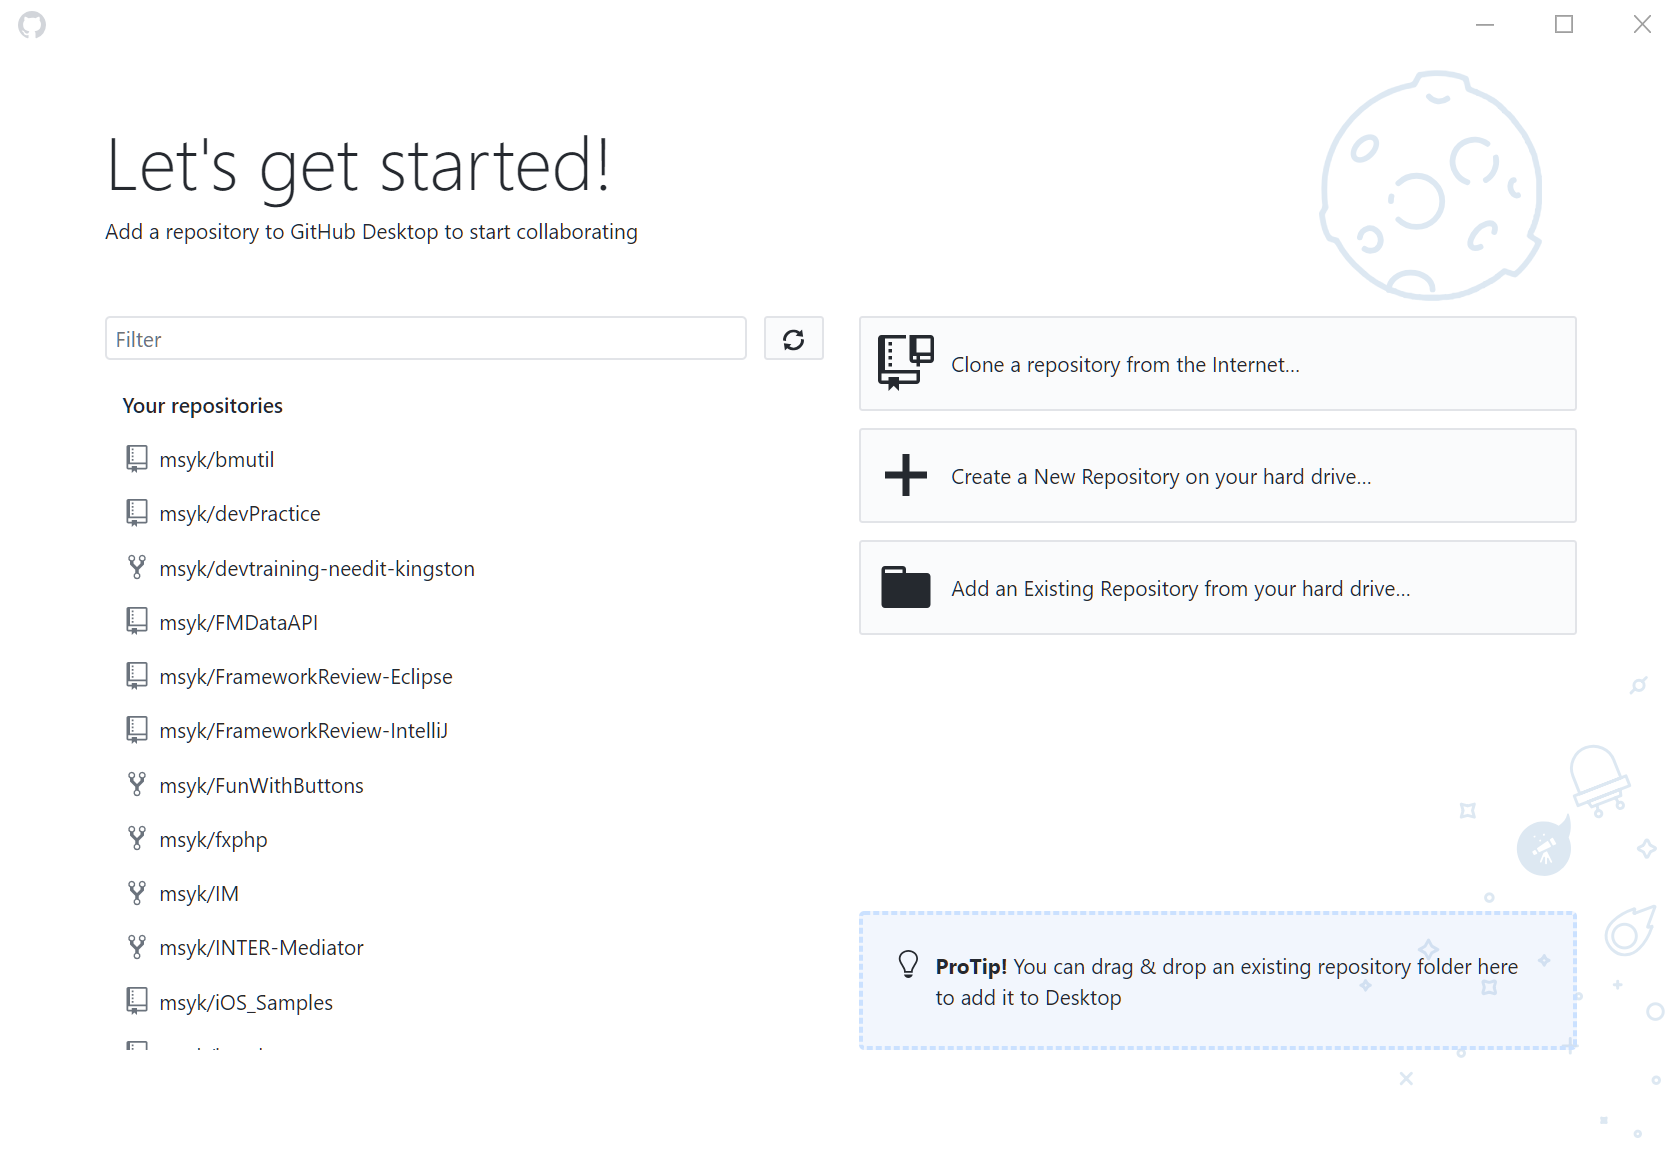 Let's get started!
Add a repository to GitHub Desktop to start collaborating
Filter
Your repositories
msyk/bmutil
msyk/devPractice
msyk/devtraining-needit-kingston
msyk/FMDataAPI
msyk/FrameworkReview-Eclipse
msyk/FrameworkReview-IntelliJ
msyk/FunWithButtons
msyk/fxphp
msyk/IM
msyk/INTER-Mediator
msyk/iOS_Samples
Clone a repository from the Internet...
Create a New Repository on your hard drive...
Add an Existing Repository from your hard drive...
ProTip! You can drag & drop an existing repository folder here
to add it to Desktop